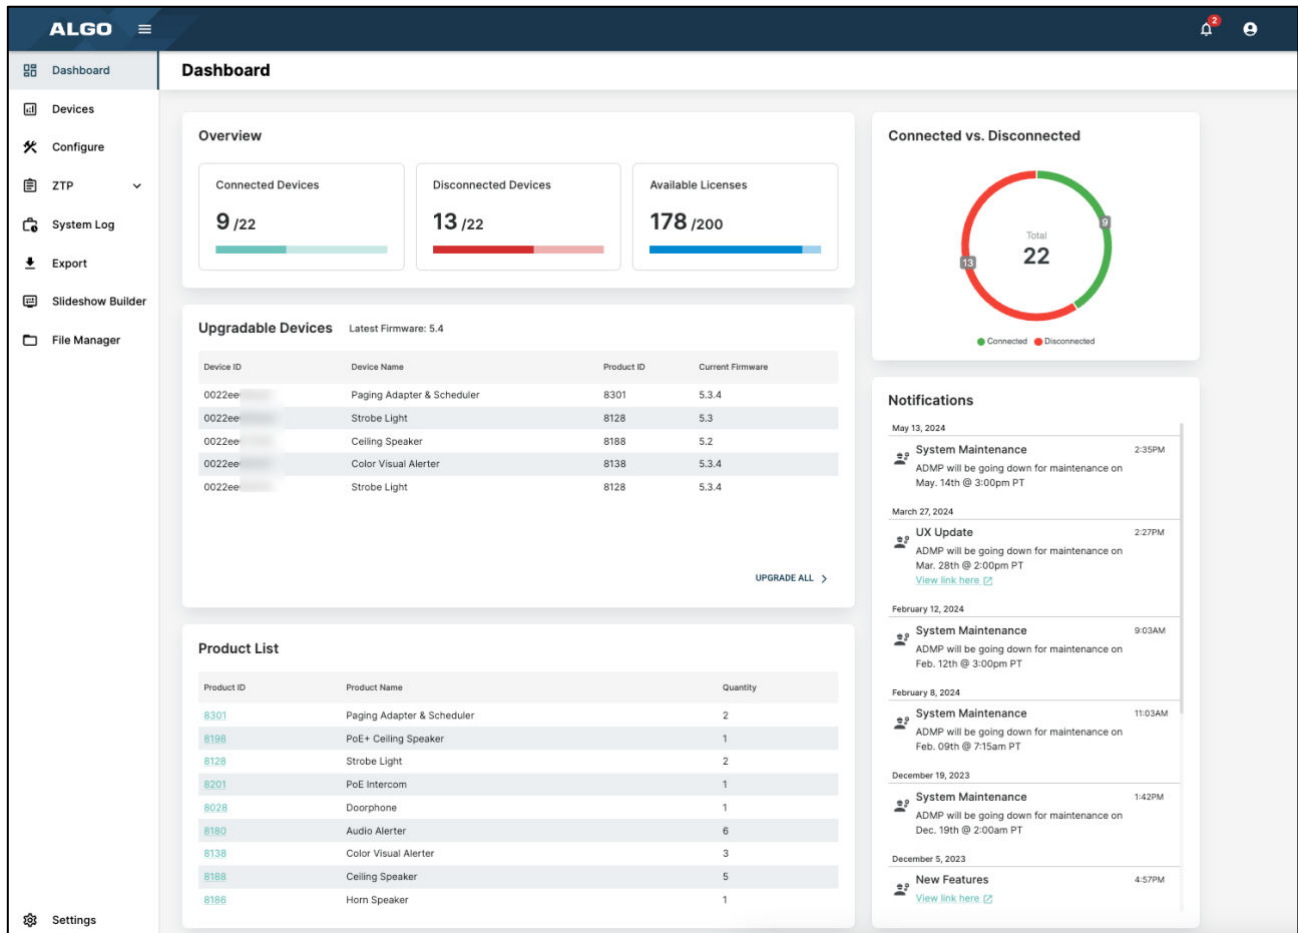 ALGO
2
Dashboard
Devices
Configure
ZTP
System Log
Export
Slideshow Builder
File Manager
Settings
Dashboard
Overview
Connected Devices
9 /22
Disconnected Devices
13 /22
Available Licenses
178 /200
Upgradable Devices Latest Firmware: 5.4
Device ID Device Name Product ID Current Firmware
0022ee Paging Adapter & Scheduler 8301 5.3.4
0022ee Strobe Light 8128 5.3
0022ee Ceiling Speaker 8188 5.2
0022ee Color Visual Alerter 8138 5.3.4
0022ee Strobe Light 8128 5.3.4
UPGRADE ALL
Product List
Product ID Product Name Quantity
8301 Paging Adapter & Scheduler 2
8198 PoE+ Ceiling Speaker 1
8128 Strobe Light 2
8201 PoE Intercom 1
8028 Doorphone 1
8180 Audio Alerter 6
8138 Color Visual Alerter 3
8188 Ceiling Speaker 5
8186 Horn Speaker 1
Connected vs. Disconnected
9
Total
22
13
Connected Disconnected
Notifications
May 13, 2024
System Maintenance 2:35PM
ADMP will be going down for maintenance on
May. 14th @ 3:00pm PT
March 27, 2024
UX Update 2:27PM
ADMP will be going down for maintenance on
Mar. 28th @ 2:00pm PT
View link here
February 12, 2024
System Maintenance 9:03AM
ADMP will be going down for maintenance on
Feb. 12th @ 3:00pm PT
February 8, 2024
System Maintenance 11:03AM
ADMP will be going down for maintenance on
Feb. 09th @ 7:15am PT
December 19, 2023
System Maintenance 1:42PM
ADMP will be going down for maintenance on
Dec. 19th @ 2:00am PT
December 5, 2023
New Features 4:57PM
View link here